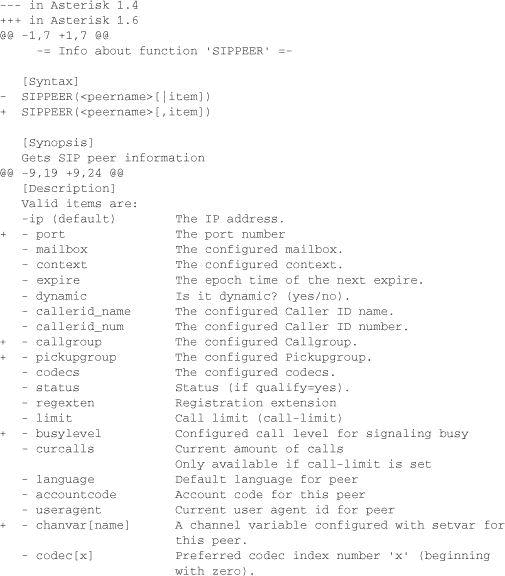 --- in Asterisk 1.4
+++ in Asterisk 1.6
@@ -1,7 +1,7 @@
      -= Info about function 'SIPPEER' =-

   [Syntax]
-  SIPPEER(<peername>[|item])
+  SIPPEER(<peername>[,item])

   [Synopsis]
   Gets SIP peer information
@@ -9,19 +9,24 @@
   [Description]
   Valid items are:
   -ip (default)        The IP address.
+  - port               The port number
   - mailbox            The configured mailbox.
   - context            The configured context.
   - expire             The epoch time of the next expire.
   - dynamic            Is it dynamic? (yes/no).
   - callerid_name      The configured Caller ID name.
   - callerid_num       The configured Caller ID number.
+  - callgroup          The configured Callgroup.
+  - pickupgroup        The configured Pickupgroup.
   - codecs             The configured codecs.
   - status             Status (if qualify=yes).
   - regexten           Registration extension
   - limit              Call limit (call-limit)
+  - busylevel          Configured call level for signaling busy
   - curcalls           Current amount of calls
                        Only available if call-limit is set
   - language           Default language for peer
   - accountcode        Account code for this peer
   - useragent          Current user agent id for peer
+  - chanvar[name]      A channel variable configured with setvar for
                        this peer.
   - codec[x]           Preferred codec index number 'x' (beginning
                        with zero).